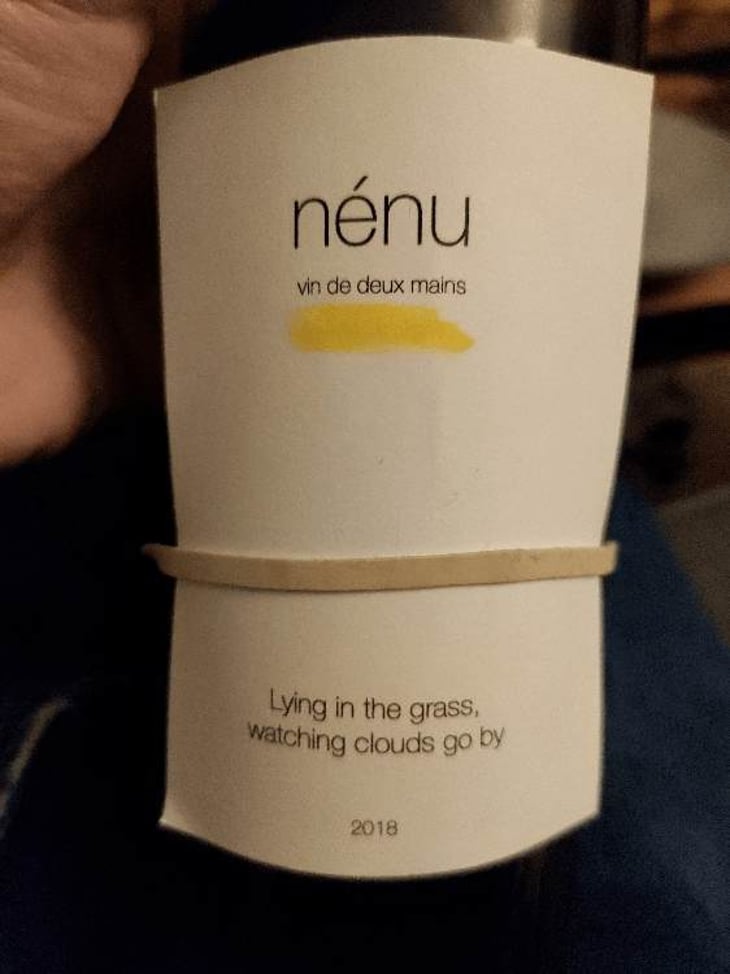 nénu
vin de deux mains
Lying in the grass,
watching clouds go by
2018